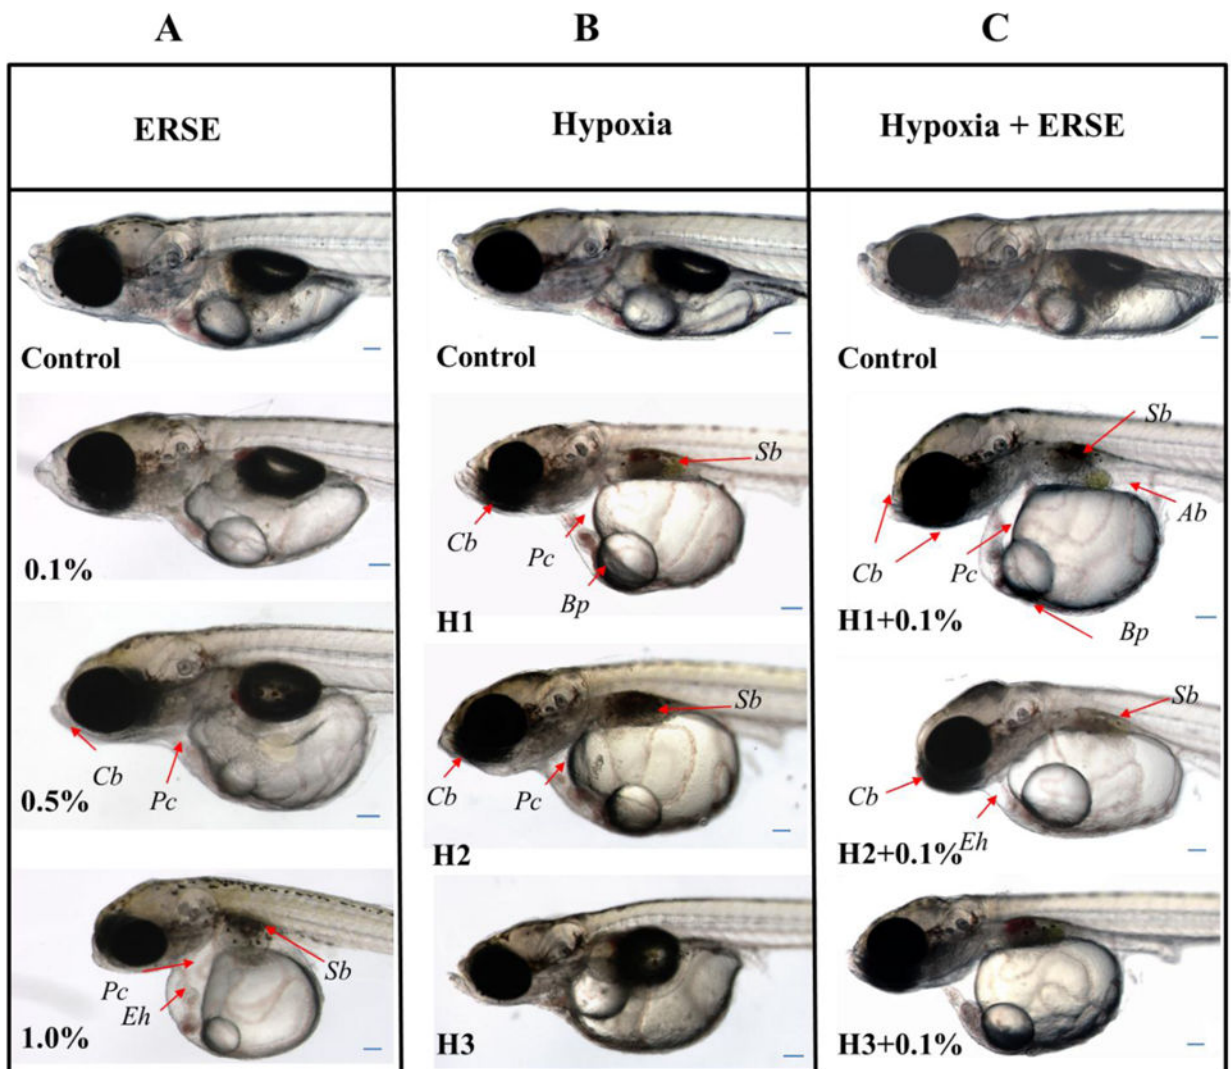 A B C
ERSE Hypoxia Hypoxia + ERSE
Control Control Control
Sb Sb
Ab
Cb Pc Cb Pc
0.1% Bp Bp
H1 H1+0.1%
Sb Sb
Cb Pc Cb Pc Cb
0.5% Eh
H2 H2+0.1%
Sb
Pc
Eh
1.0% H3 H3+0.1%